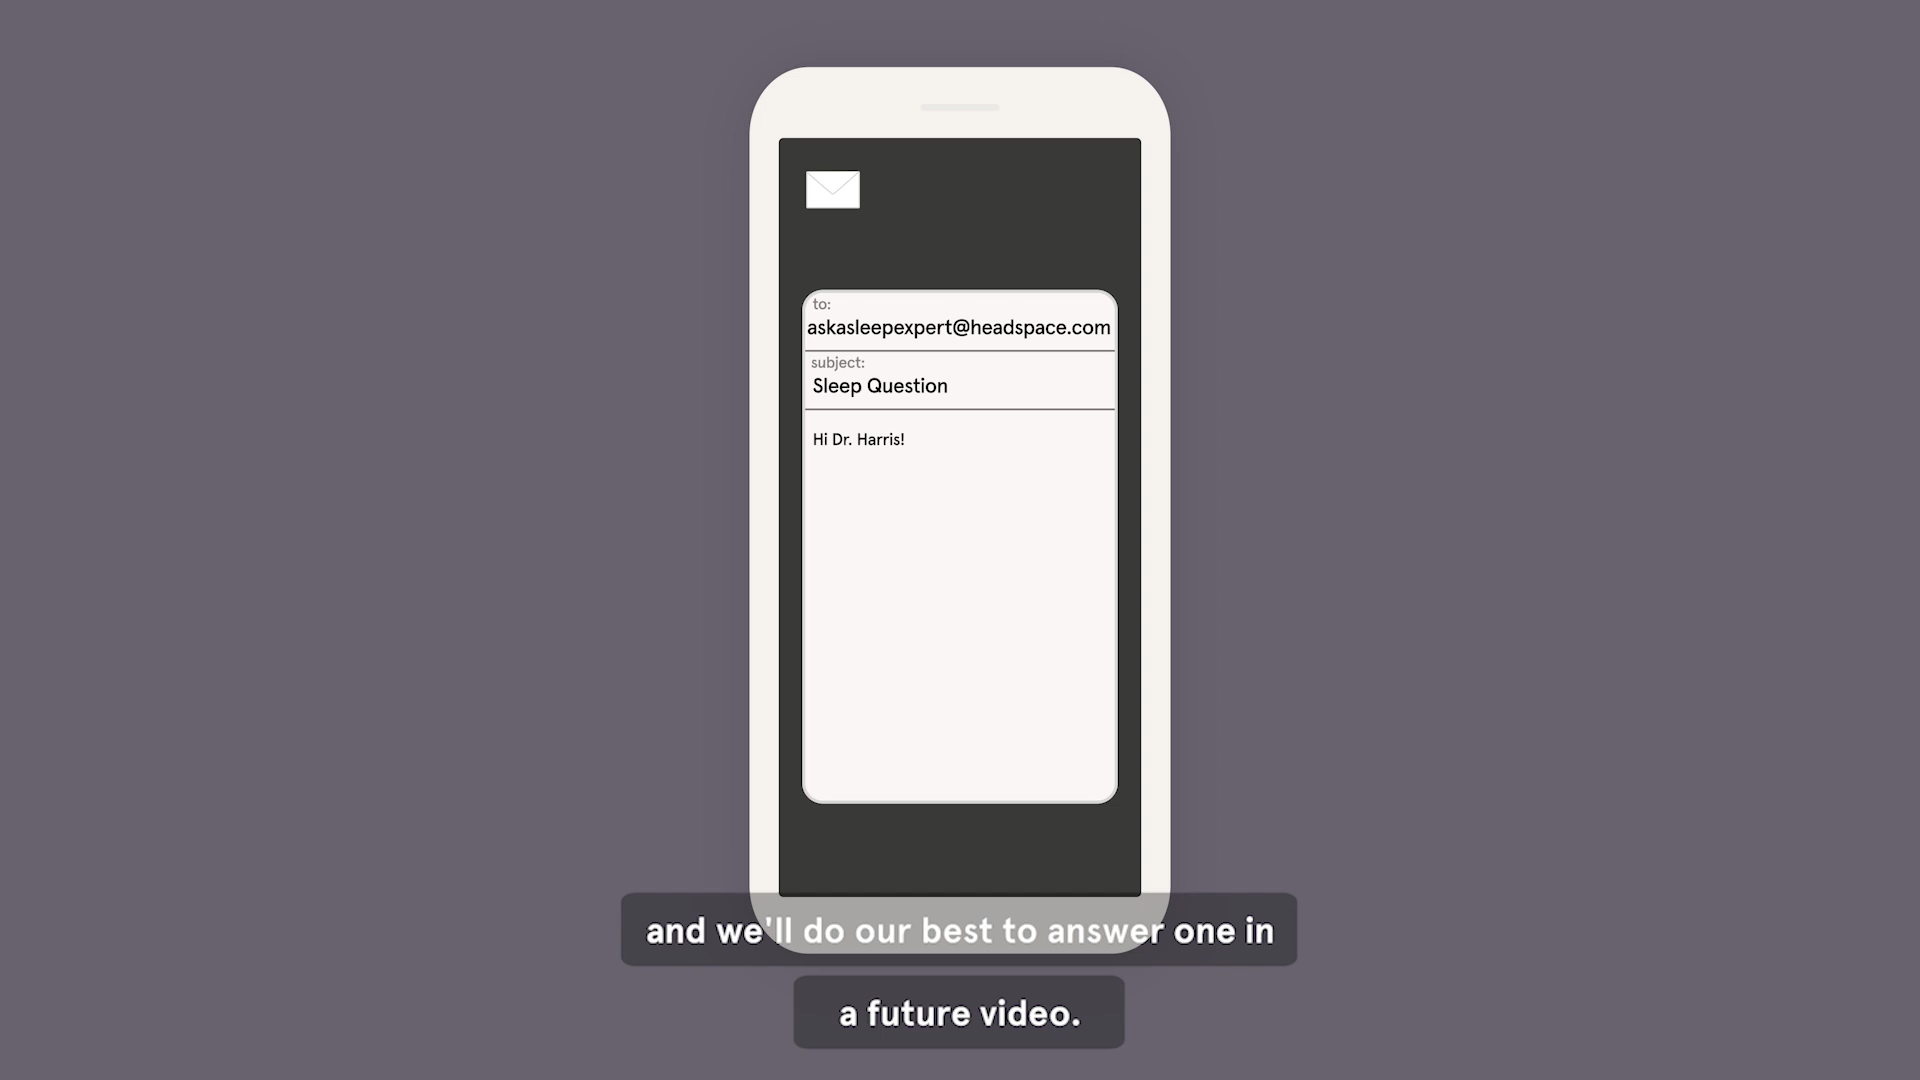 to:
askasleepexpert@headspace.com
subject:
Sleep Question
Hi Dr. Harris!
and we'll do our best to answer one in
a future video.